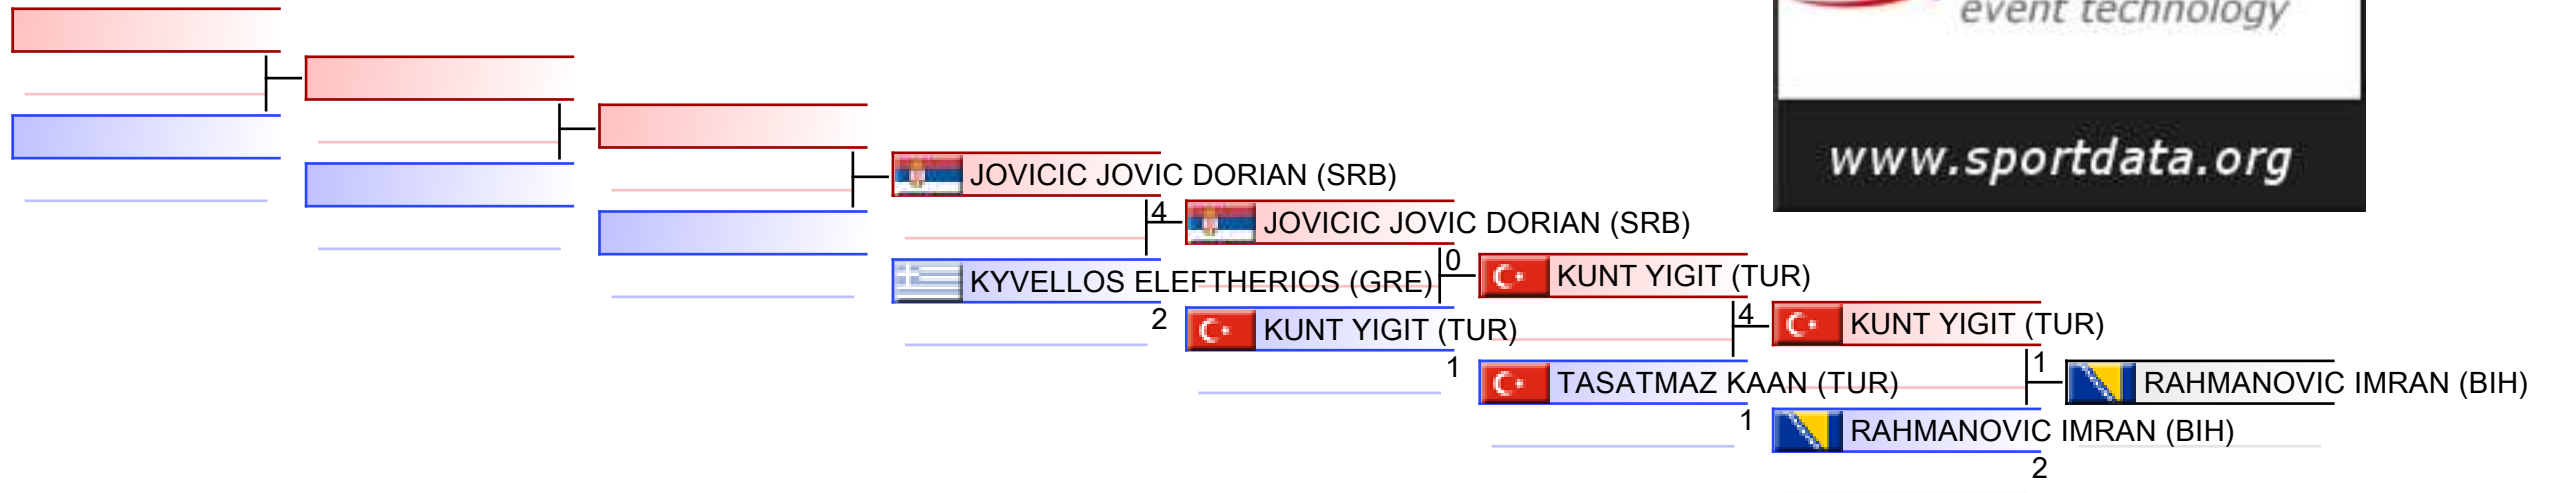 event technology
www.sportdata.org
JOVICIC JOVIC DORIAN (SRB)
4
JOVICIC JOVIC DORIAN (SRB)
KYVELLOS ELEFTHERIOS (GRE)
0
KUNT YIGIT (TUR)
2
KUNT YIGIT (TUR)
4
KUNT YIGIT (TUR)
1
TASATMAZ KAAN (TUR)
1
RAHMANOVIC IMRAN (BIH)
1
RAHMANOVIC IMRAN (BIH)
2